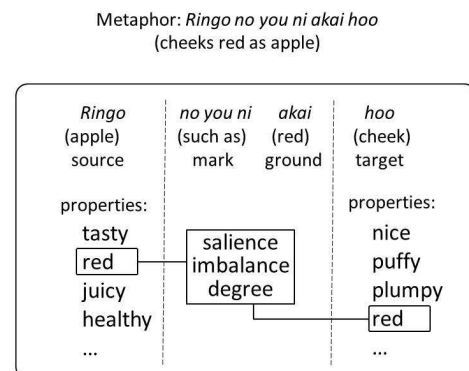 Metaphor: Ringo no you ni akai hoo
(cheeks red as apple)
Ringo no you ni akai hoo
(apple) (such as) (red) (cheek)
source mark ground target
properties: properties:
tasty
red
juicy
healthy
...
salience
imbalance
degree
nice
puffy
plumpy
red
...